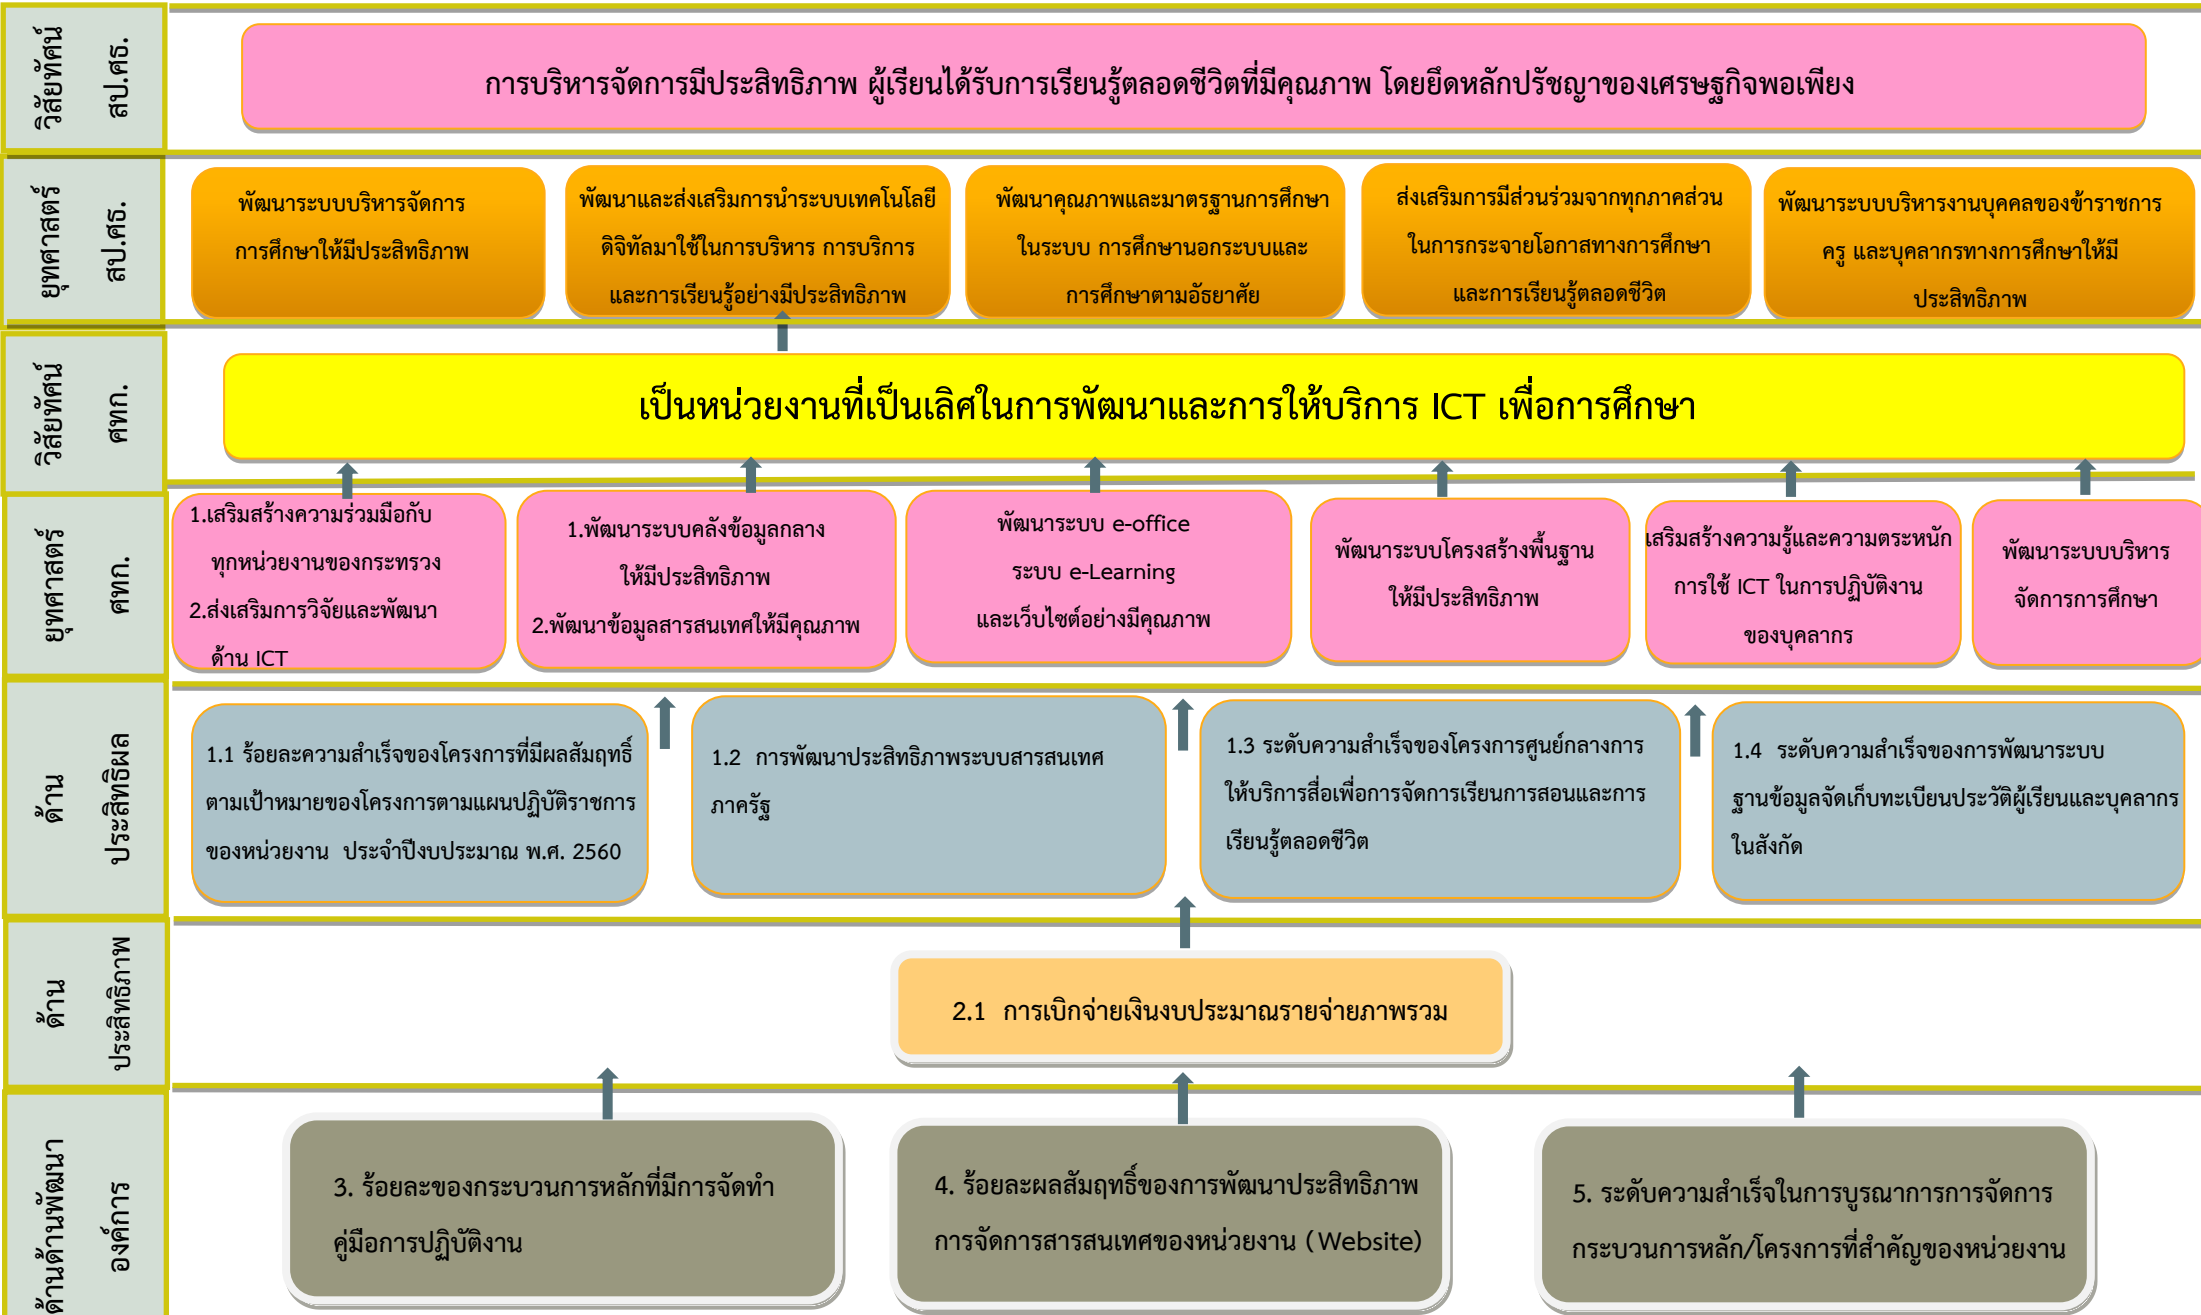 วิสัยทัศน์
สป.ศธ.
การบริหารจัดการมีประสิทธิภาพ ผู้เรียนได้รับการเรียนรู้ตลอดชีวิตที่มีคุณภาพ โดยยึดหลักปรัชญาของเศรษฐกิจพอเพียง
ยุทศาสตร์
สป.ศธ.
พัฒนาระบบบริหารจัดการ
การศึกษาให้มีประสิทธิภาพ
พัฒนาและส่งเสริมการนำระบบเทคโนโลยี
ดิจิทัลมาใช้ในการบริหาร การบริการ
และการเรียนรู้อย่างมีประสิทธิภาพ
พัฒนาคุณภาพและมาตรฐานการศึกษา
ในระบบ การศึกษานอกระบบและ
การศึกษาตามอัธยาศัย
ส่งเสริมการมีส่วนร่วมจากทุกภาคส่วน
ในการกระจายโอกาสทางการศึกษา
และการเรียนรู้ตลอดชีวิต
พัฒนาระบบบริหารงานบุคคลของข้าราชการ
ครู และบุคลากรทางการศึกษาให้มี
ประสิทธิภาพ
วิสัยทัศน์
ศทก.
เป็นหน่วยงานที่เป็นเลิศในการพัฒนาและการให้บริการ ICT เพื่อการศึกษา
ยุทศาสตร์
ศทก.
1.เสริมสร้างความร่วมมือกับ
ทุกหน่วยงานของกระทรวง
2.ส่งเสริมการวิจัยและพัฒนา
ด้าน ICT
1.พัฒนาระบบคลังข้อมูลกลาง
ให้มีประสิทธิภาพ
2.พัฒนาข้อมูลสารสนเทศให้มีคุณภาพ
พัฒนาระบบ e-office
ระบบ e-Learning
และเว็บไซต์อย่างมีคุณภาพ
พัฒนาระบบโครงสร้างพื้นฐาน
ให้มีประสิทธิภาพ
เสริมสร้างความรู้และความตระหนัก
การใช้ ICT ในการปฏิบัติงาน
ของบุคลากร
พัฒนาระบบบริหาร
จัดการการศึกษา
ด้าน
ประสิทธิผล
1.1 ร้อยละความสำเร็จของโครงการที่มีผลสัมฤทธิ์
ตามเป้าหมายของโครงการตามแผนปฏิบัติราชการ
ของหน่วยงาน ประจำปีงบประมาณ พ.ศ. 2560
1.2 การพัฒนาประสิทธิภาพระบบสารสนเทศ
ภาครัฐ
1.3 ระดับความสำเร็จของโครงการศูนย์กลางการ
ให้บริการสื่อเพื่อการจัดการเรียนการสอนและการ
เรียนรู้ตลอดชีวิต
1.4 ระดับความสำเร็จของการพัฒนาระบบ
ฐานข้อมูลจัดเก็บทะเบียนประวัติผู้เรียนและบุคลากร
ในสังกัด
ด้าน
ประสิทธิภาพ
2.1 การเบิกจ่ายเงินงบประมาณรายจ่ายภาพรวม
ด้านด้านพัฒนา
องค์การ
3. ร้อยละของกระบวนการหลักที่มีการจัดทำ
คู่มือการปฏิบัติงาน
4. ร้อยละผลสัมฤทธิ์ของการพัฒนาประสิทธิภาพ
การจัดการสารสนเทศของหน่วยงาน (Website)
5. ระดับความสำเร็จในการบูรณาการการจัดการ
กระบวนการหลัก/โครงการที่สำคัญของหน่วยงาน